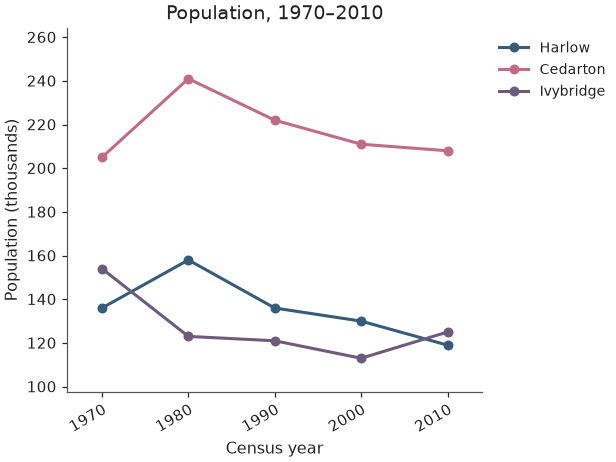 Population, 1970–2010
Harlow
Cedarton
Ivybridge
Population (thousands)
260
240
220
200
180
160
140
120
100
1970
1980
1990
2000
2010
Census year